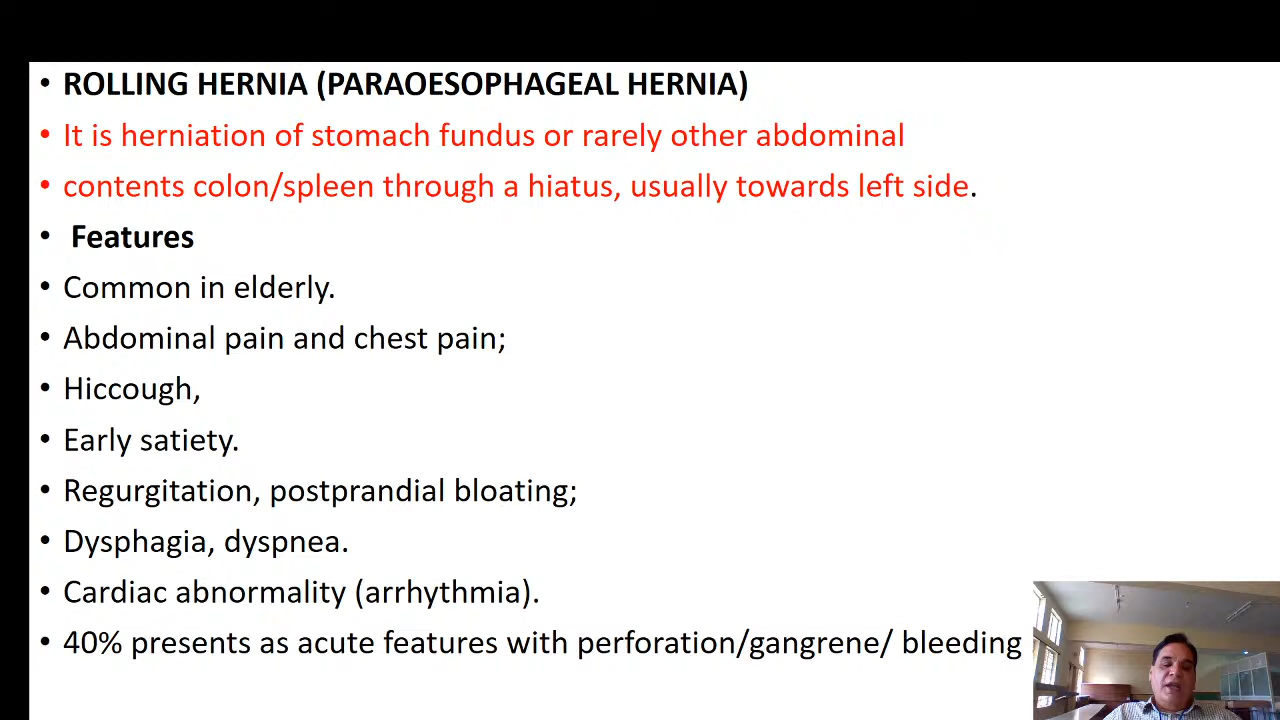 • ROLLING HERNIA (PARAOESOPHAGEAL HERNIA)
• It is herniation of stomach fundus or rarely other abdominal
• contents colon/spleen through a hiatus, usually towards left side.
• Features
• Common in elderly.
• Abdominal pain and chest pain;
• Hiccough,
• Early satiety.
• Regurgitation, postprandial bloating;
• Dysphagia, dyspnea.
• Cardiac abnormality (arrhythmia).
• 40% presents as acute features with perforation/gangrene/ bleeding